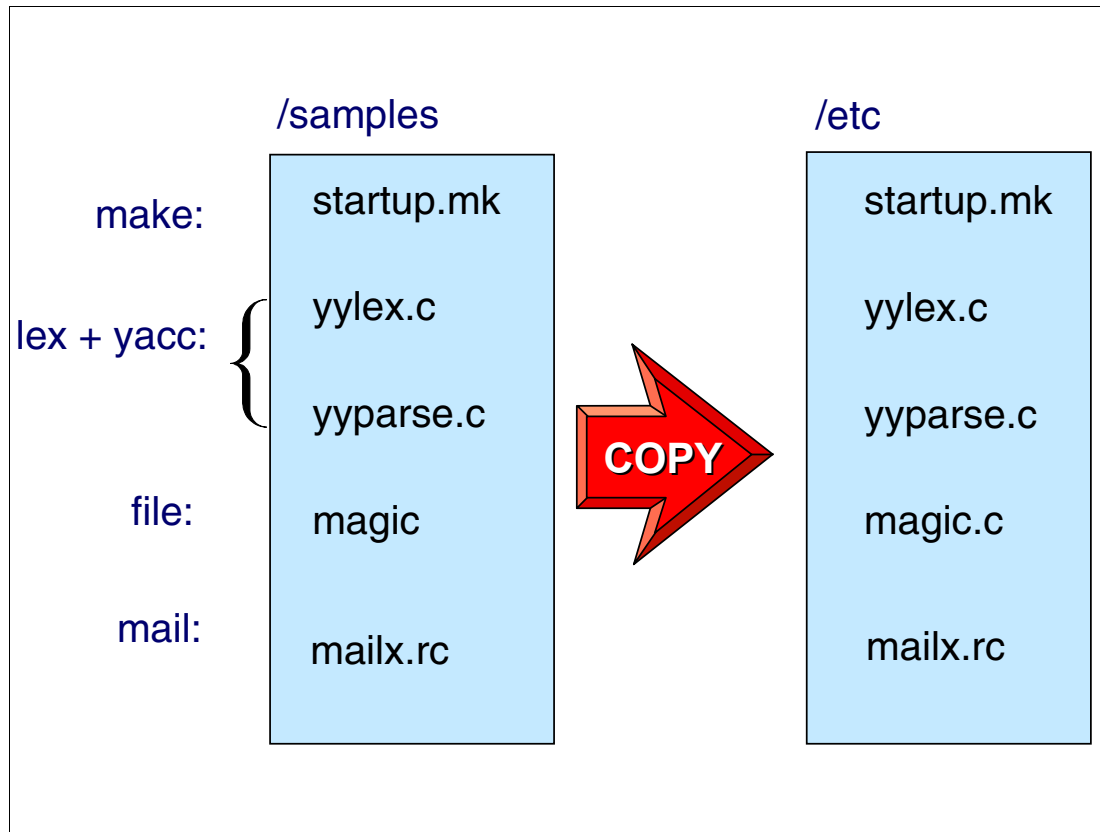 /samples
/etc
make:
startup.mk
startup.mk
lex + yacc:
yylex.c
yylex.c
yyparse.c
yyparse.c
COPY
file:
magic
magic.c
mail:
mailx.rc
mailx.rc